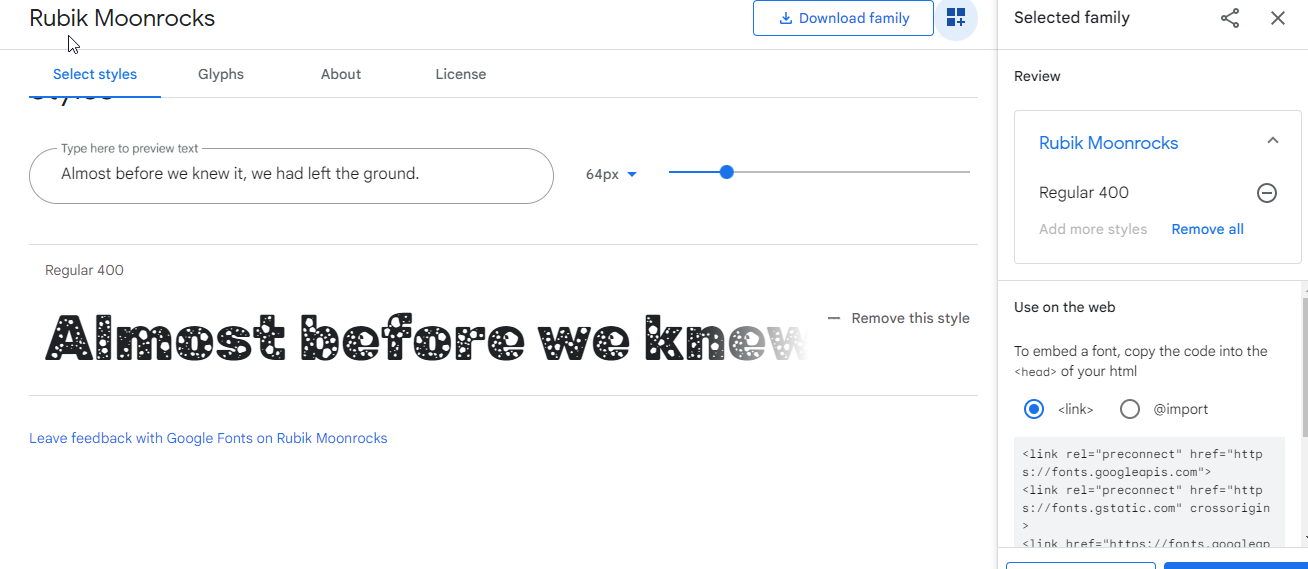 Rubik Moonrocks
Download family
Select styles
Glyphs
About
License
Styles
Type here to preview text
Almost before we knew it, we had left the ground.
64px
Regular 400
Almost before we knew
Remove this style
Leave feedback with Google Fonts on Rubik Moonrocks
Selected family
Review
Rubik Moonrocks
Regular 400
Add more styles
Remove all
Use on the web
To embed a font, copy the code into the
<head> of your html
<link>
@import
<link rel="preconnect" href="http
s://fonts.googleapis.com">
<link rel="preconnect" href="http
s://fonts.gstatic.com" crossorigin
>
<link href="https://fonts.googleap